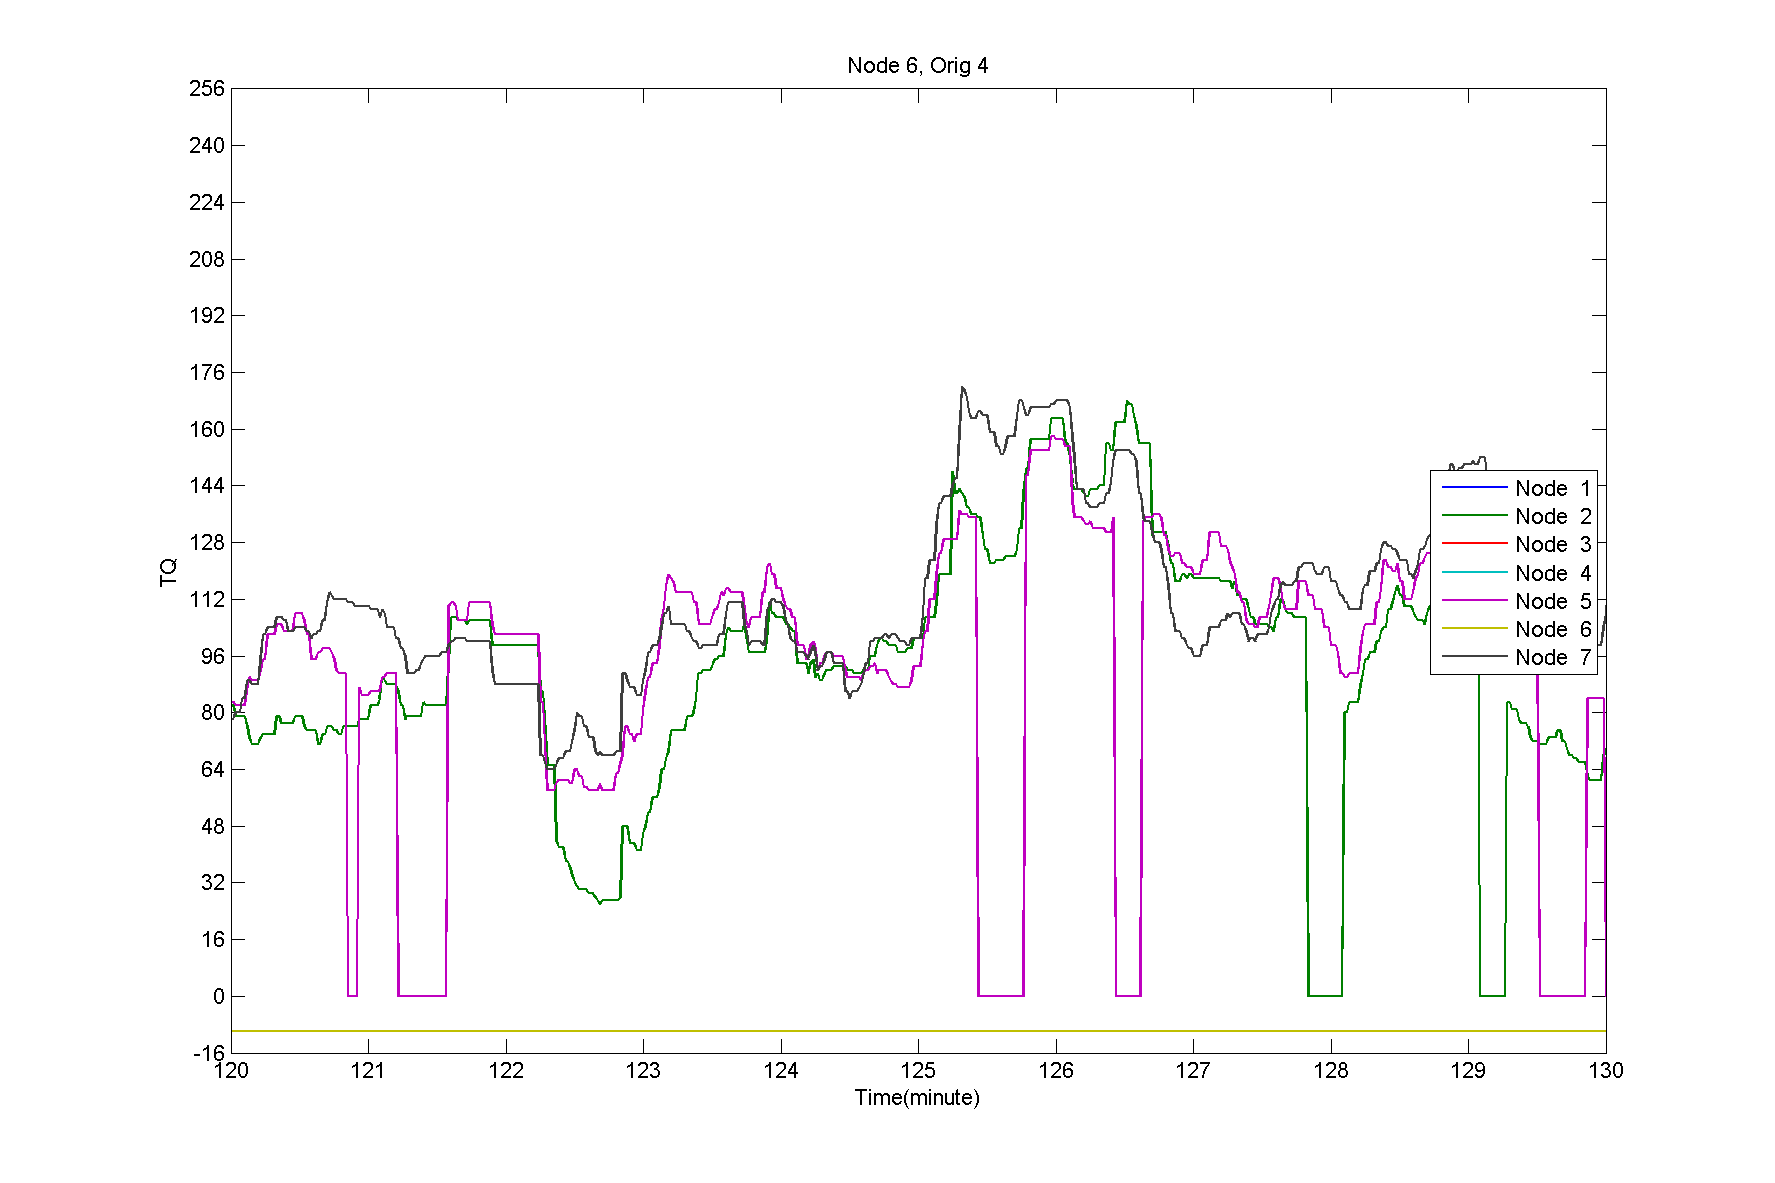 Node 6, Orig 4
256
240
224
208
192
176
160
144
128
112
96
80
64
48
32
16
0
-16
TQ
Node 1
Node 2
Node 3
Node 4
Node 5
Node 6
Node 7
120 121 122 123 124 125 126 127 128 129 130
Time(minute)